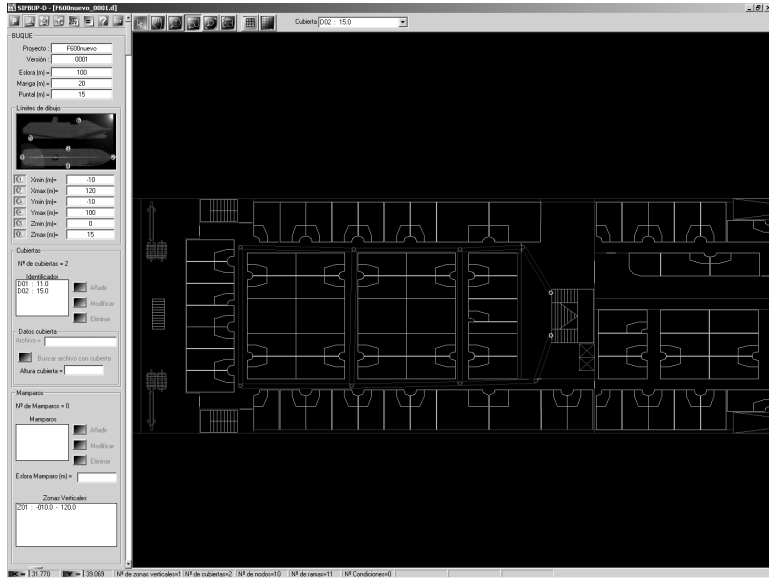 SIFBUP-D - [F600nuevo_0001.d]
Cubierta D02 : 15.0
BUQUE
Proyecto : F600nuevo
Versión : 0001
Eslora (m) = 100
Manga (m) = 20
Puntal (m) = 15
Límites de dibujo
Xmin (m)= -10
Xmax (m)= 120
Ymin (m)= -10
Ymax (m)= 100
Zmin (m)= 0
Zmax (m)= 15
Cubiertas
Nº de cubiertas = 2
Identificador
D01 : 11.0
D02 : 15.0
Añadir
Modificar
Eliminar
Datos cubierta
Archivo =
Buscar archivo con cubierta
Altura cubierta =
Mamparos
Nº de Mamparos = 0
Mamparos
Añadir
Modificar
Eliminar
Eslora Mamparo (m) =
Zonas Verticales
Z01 : -010.0 - 120.0
X = 31.770 Y = 39.069 Nº de zonas verticales=1 Nº de cubiertas=2 Nº de nodos=10 Nº de ramas=11 Nº Condiciones=0